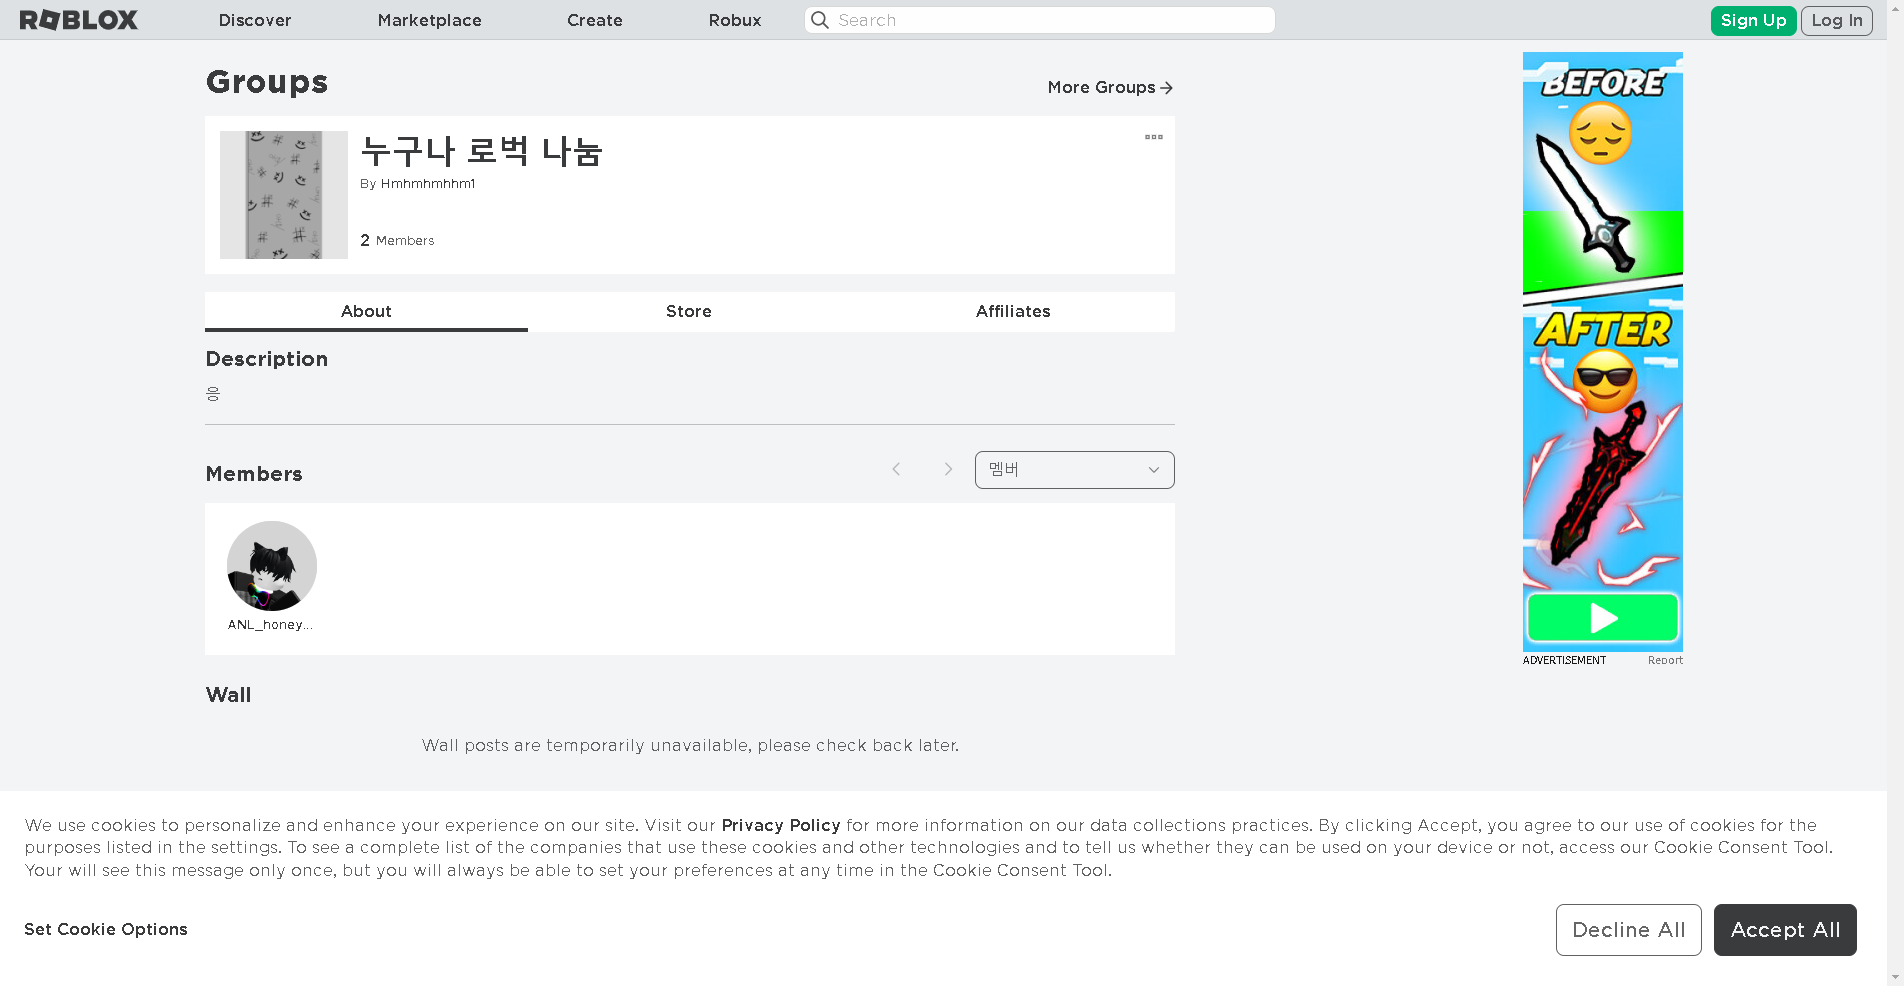 ROBLOX
Discover
Marketplace
Create
Robux
Search
Sign Up
Log In
Groups
More Groups
누구나 로벅 나눔
By Hmhmhmhhm1
2 Members
About
Store
Affiliates
Description
응
Members
멤버
ANL_honey...
Wall
Wall posts are temporarily unavailable, please check back later.
BEFORE
AFTER
ADVERTISEMENT
Report
We use cookies to personalize and enhance your experience on our site. Visit our Privacy Policy for more information on our data collections practices. By clicking Accept, you agree to our use of cookies for the
purposes listed in the settings. To see a complete list of the companies that use these cookies and other technologies and to tell us whether they can be used on your device or not, access our Cookie Consent Tool.
Your will see this message only once, but you will always be able to set your preferences at any time in the Cookie Consent Tool.
Set Cookie Options
Decline All
Accept All